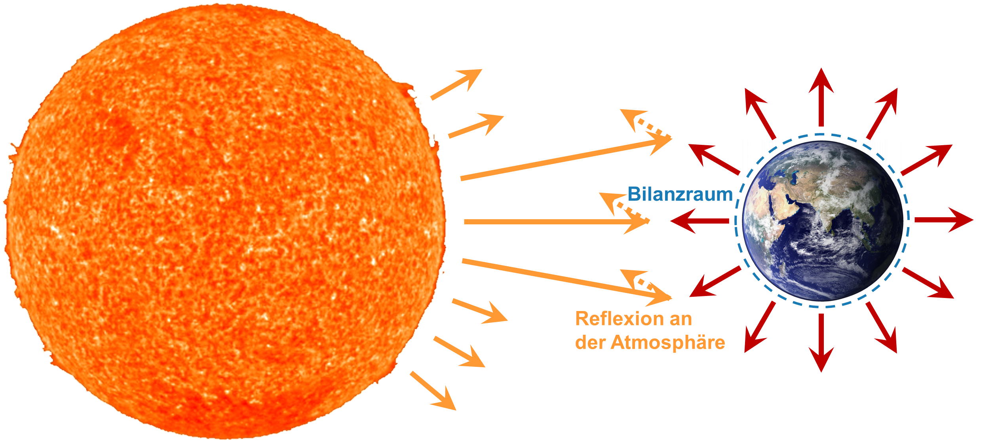 Bilanzraum
Reflexion an
der Atmosphäre